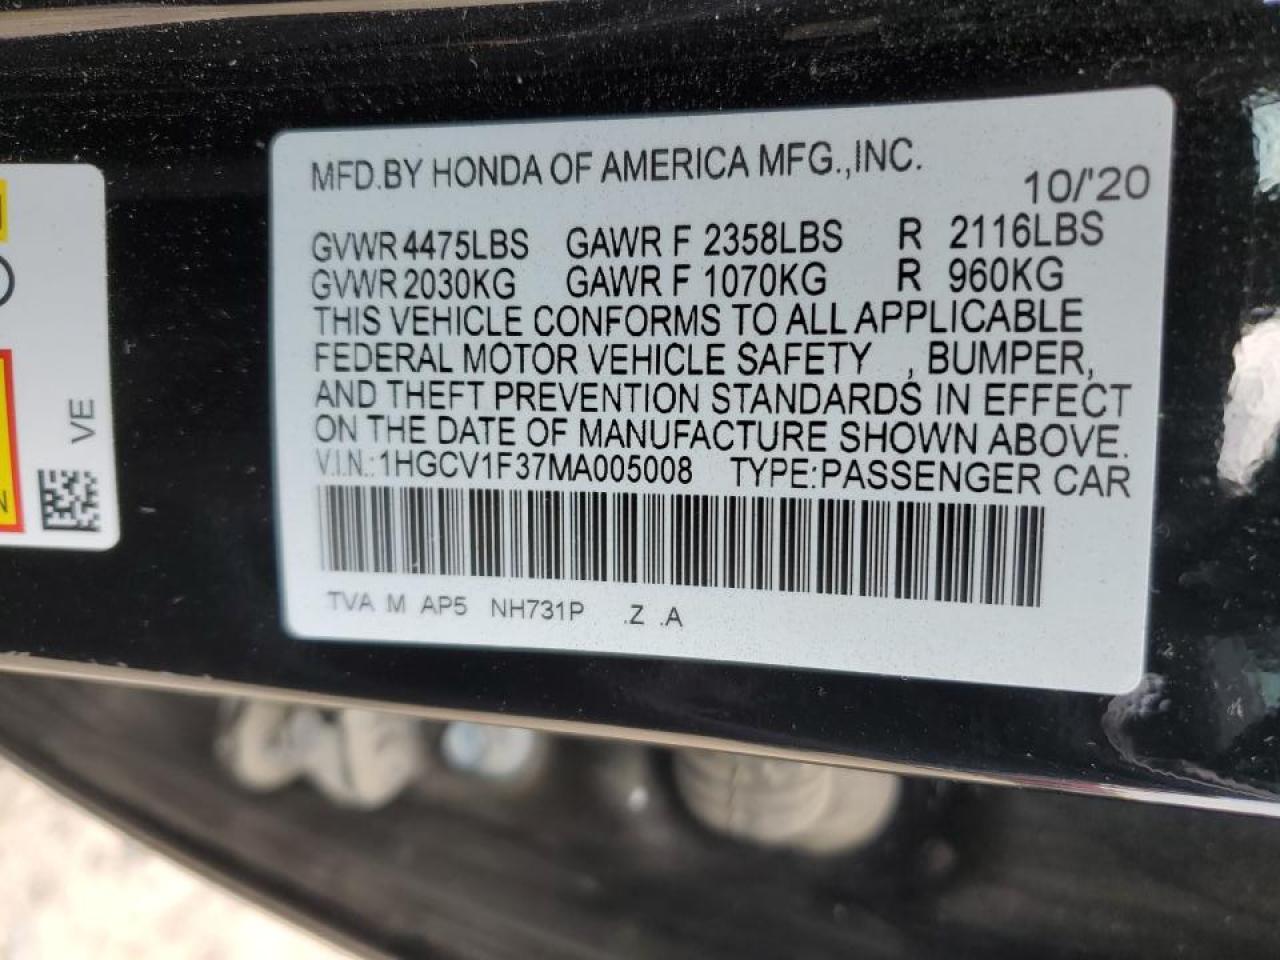 MFD.BY HONDA OF AMERICA MFG.,INC.
10/'20
GVWR 4475LBS GAWR F 2358LBS R 2116LBS
GVWR 2030KG GAWR F 1070KG R 960KG
THIS VEHICLE CONFORMS TO ALL APPLICABLE
FEDERAL MOTOR VEHICLE SAFETY , BUMPER,
AND THEFT PREVENTION STANDARDS IN EFFECT
ON THE DATE OF MANUFACTURE SHOWN ABOVE.
V.I.N.: 1HGCV1F37MA005008 TYPE:PASSENGER CAR
TVA M AP5 NH731P .Z .A
VE